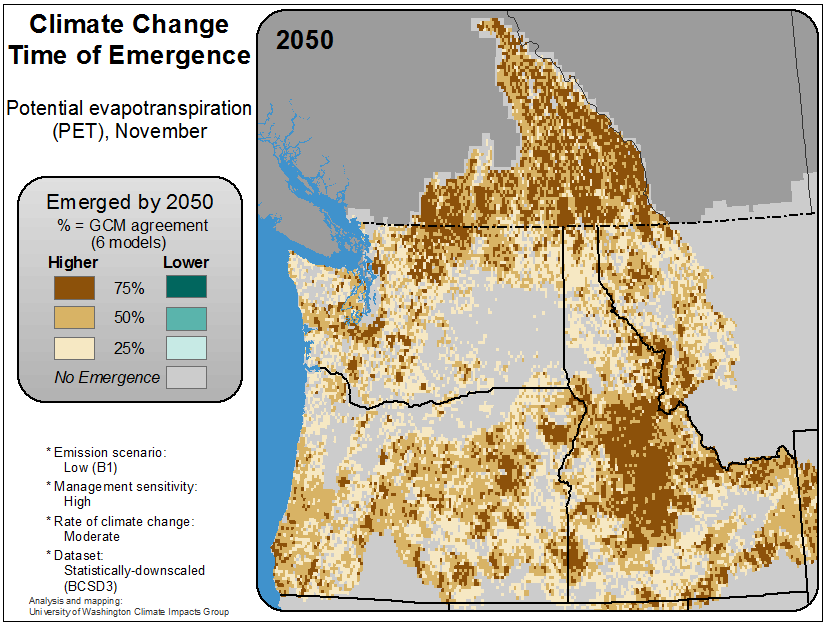 Climate Change
Time of Emergence
Potential evapotranspiration
(PET), November
Emerged by 2050
% = GCM agreement
(6 models)
Higher Lower
75%
50%
25%
No Emergence
* Emission scenario:
Low (B1)
* Management sensitivity:
High
* Rate of climate change:
Moderate
* Dataset:
Statistically-downscaled
(BCSD3)
Analysis and mapping:
University of Washington Climate Impacts Group
2050